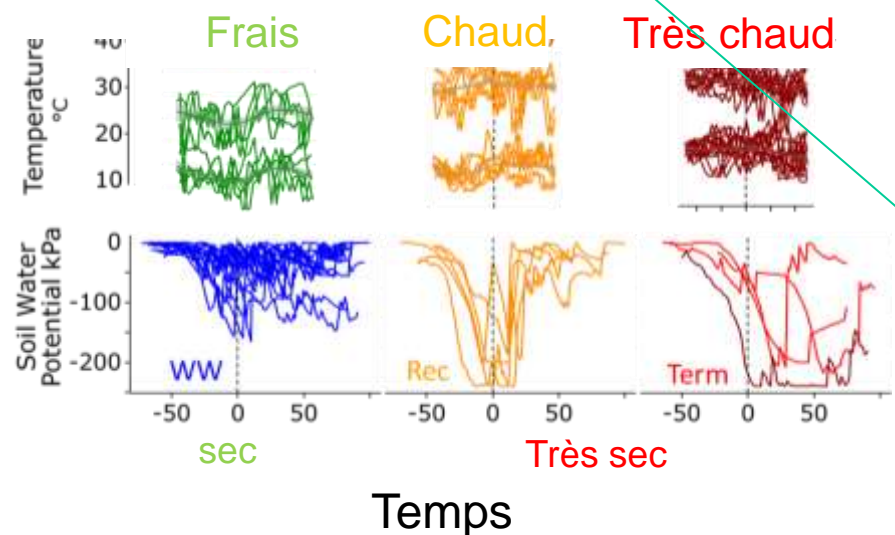 Frais Chaud Très chaud
Temperature
°C
40
30
20
10
Soil Water
Potential kPa
0
-100
-200
WW Rec Term
-50 0 50 -50 0 50 -50 0 50
sec Très sec
Temps